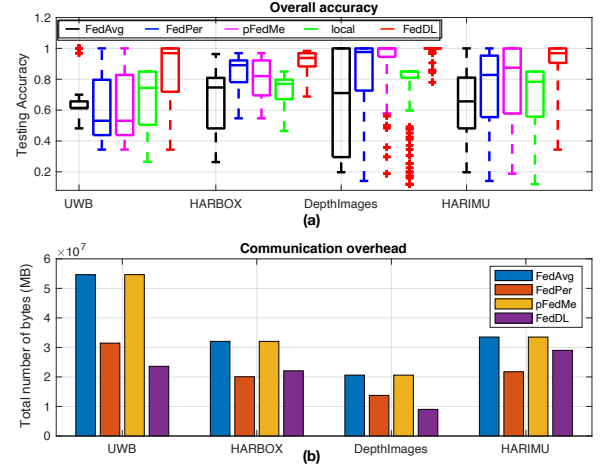 Overall accuracy
FedAvg FedPer pFedMe local FedDL
Testing Accuracy
1.2
1
0.8
0.6
0.4
0.2
UWB HARBOX DepthImages HARIMU
(a)
Communication overhead
×10^7
Total number of bytes (MB)
6
5
4
3
2
1
0
FedAvg
FedPer
pFedMe
FedDL
UWB HARBOX DepthImages HARIMU
(b)